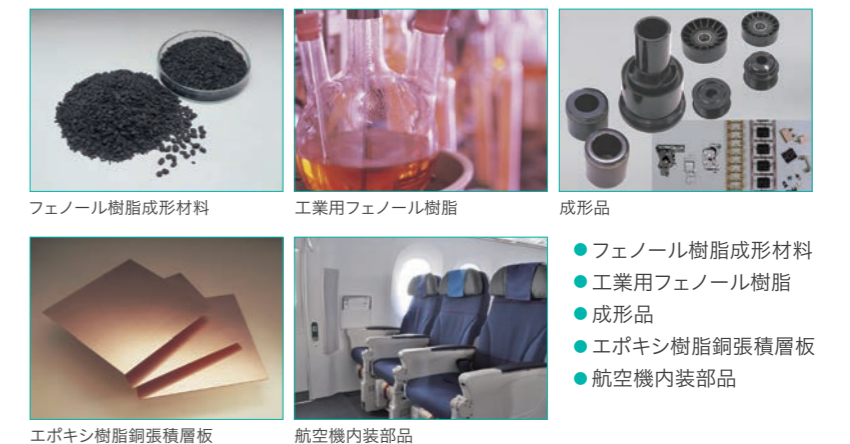 フェノール樹脂成形材料
工業用フェノール樹脂
成形品
エポキシ樹脂銅張積層板
航空機内装部品
●フェノール樹脂成形材料
●工業用フェノール樹脂
●成形品
●エポキシ樹脂銅張積層板
●航空機内装部品